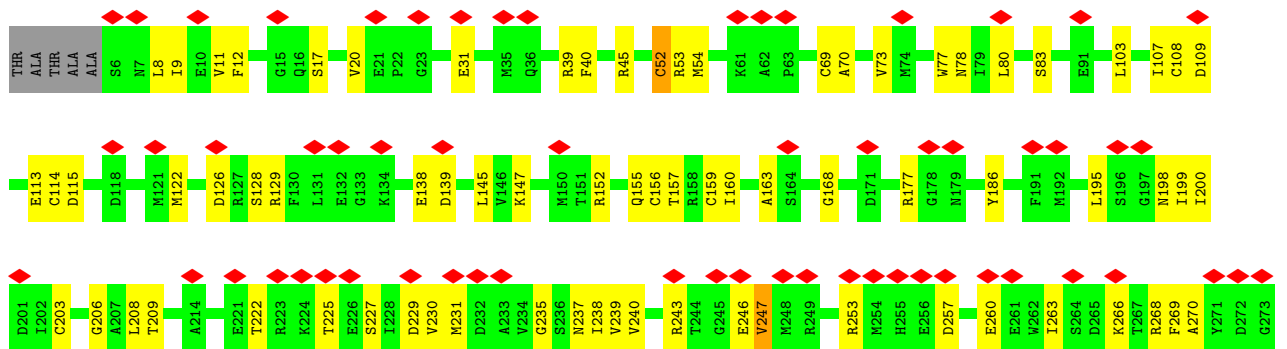 THR ALA THR ALA ALA S6 N7 L8 I9 E10 V11 F12 G15 Q16 S17 V20 E21 P22 G23 E31 M35 Q36 R39 F40 R45 C52 R53 M54 K61 A62 P63 C69 A70 V73 M74 W77 N78 I79 L80 S83 E91 L103 I107 C108 D109
E113 C114 D115 D118 M121 M122 D126 R127 S128 R129 F130 L131 E132 G133 K134 E138 D139 L145 V146 K147 M150 T151 R152 Q155 C156 T157 R158 C159 I160 A163 S164 G168 D171 R177 G178 N179 Y186 F191 M192 L195 S196 G197 N198 I199 I200
D201 I202 C203 G206 A207 L208 T209 A214 E221 T222 R223 K224 T225 E226 S227 I228 D229 V230 M231 D232 A233 V234 G235 S236 N237 I238 V239 V240 R243 T244 G245 E246 V247 M248 R249 R253 M254 H255 E256 D257 E260 E261 W262 I263 S264 D265 K266 T267 R268 F269 A270 Y271 D272 G273